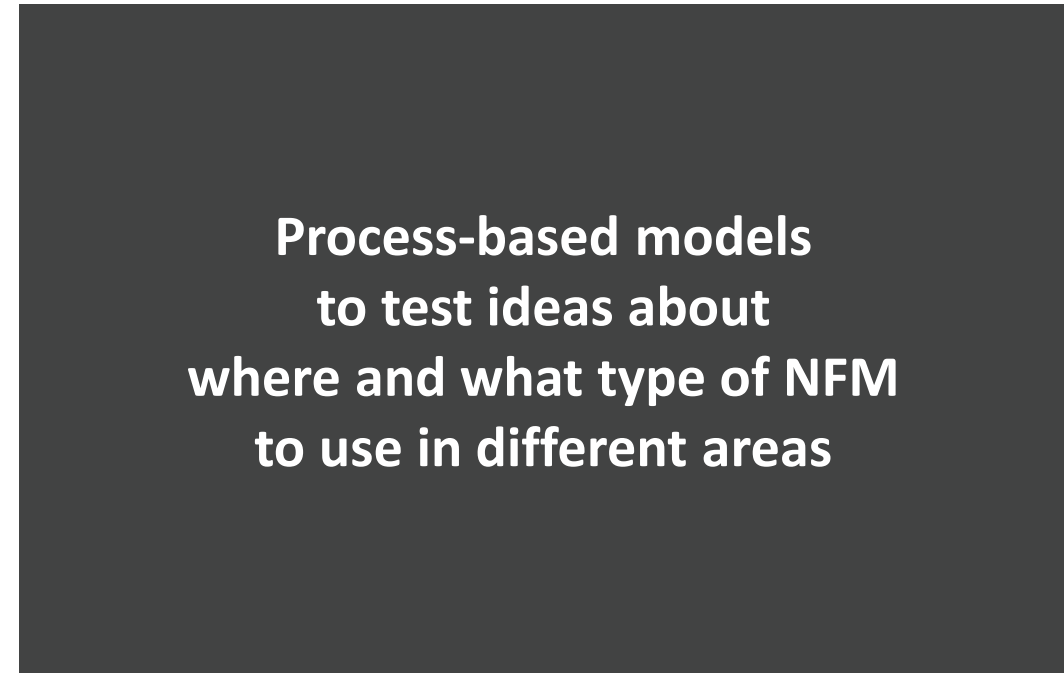 Process-based models
to test ideas about
where and what type of NFM
to use in different areas